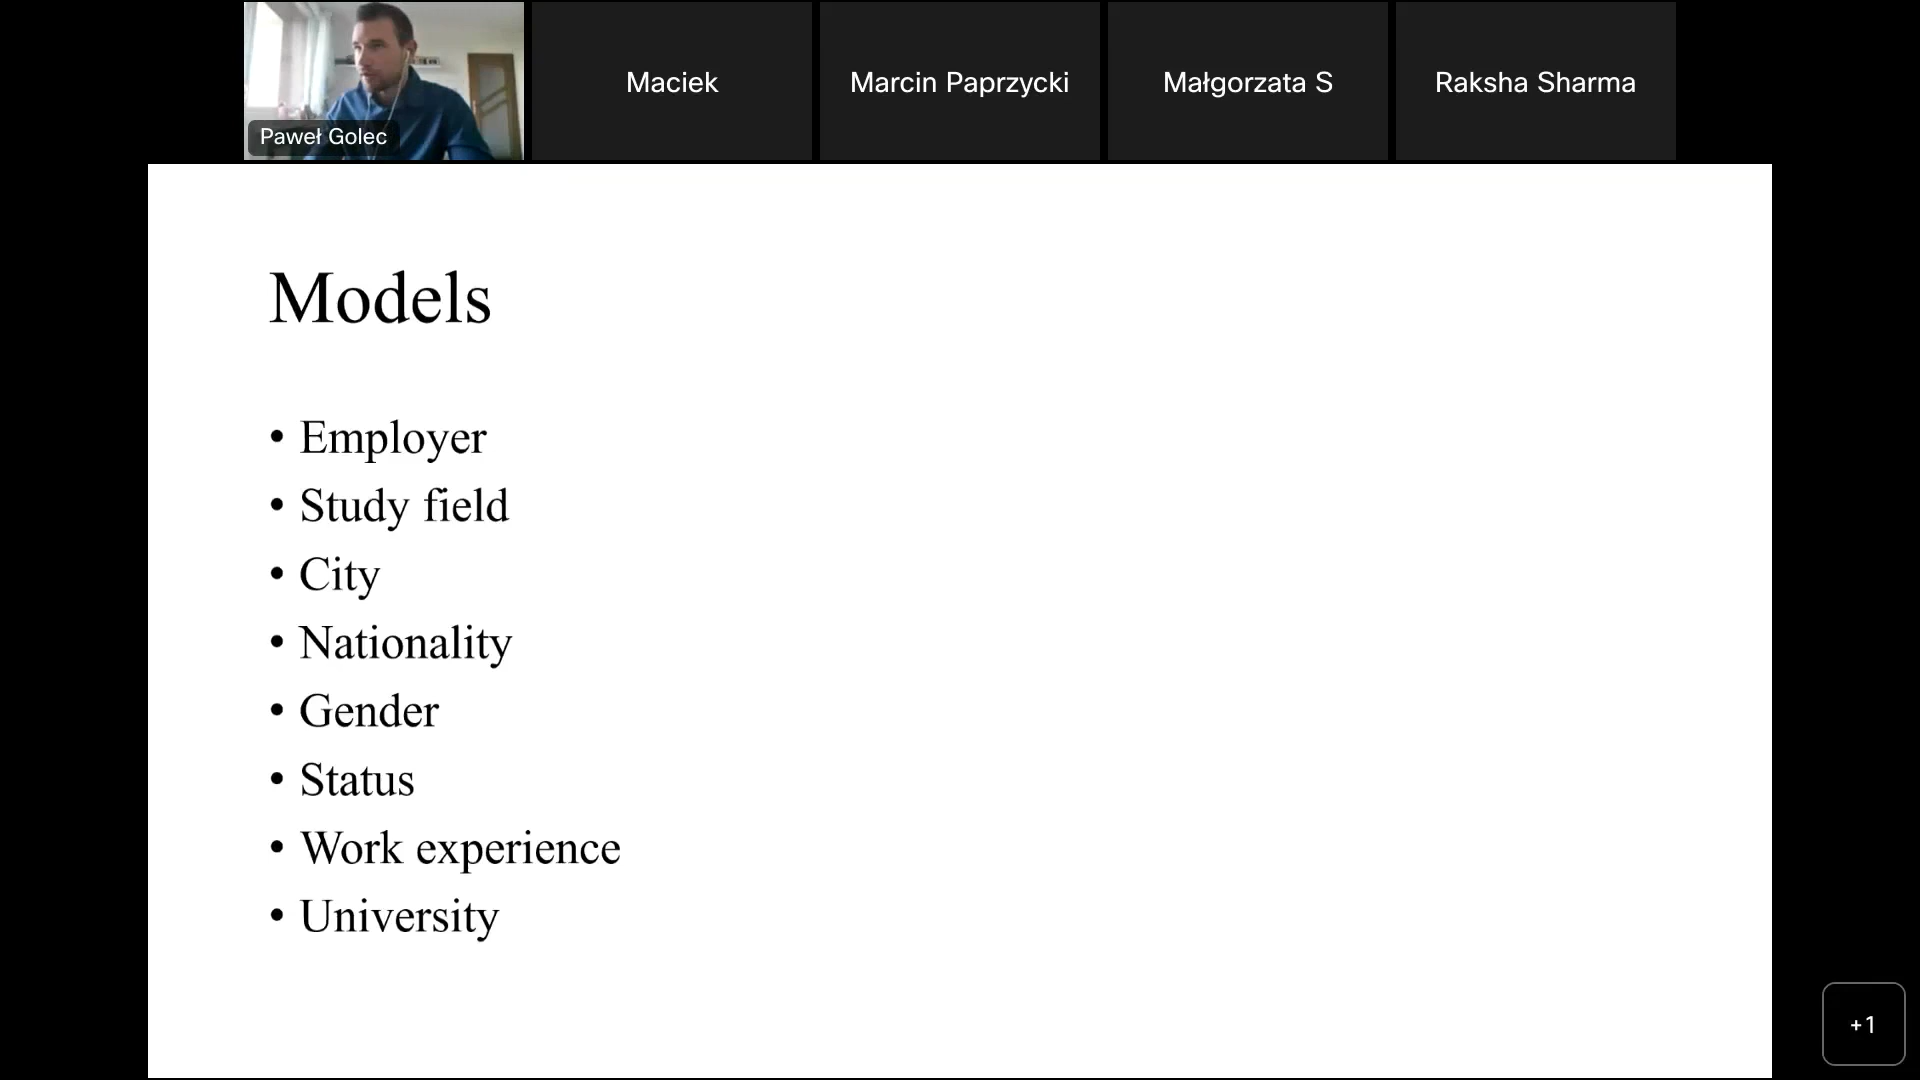 Paweł Golec
Maciek
Marcin Paprzycki
Małgorzata S
Raksha Sharma
Models
• Employer
• Study field
• City
• Nationality
• Gender
• Status
• Work experience
• University
+1